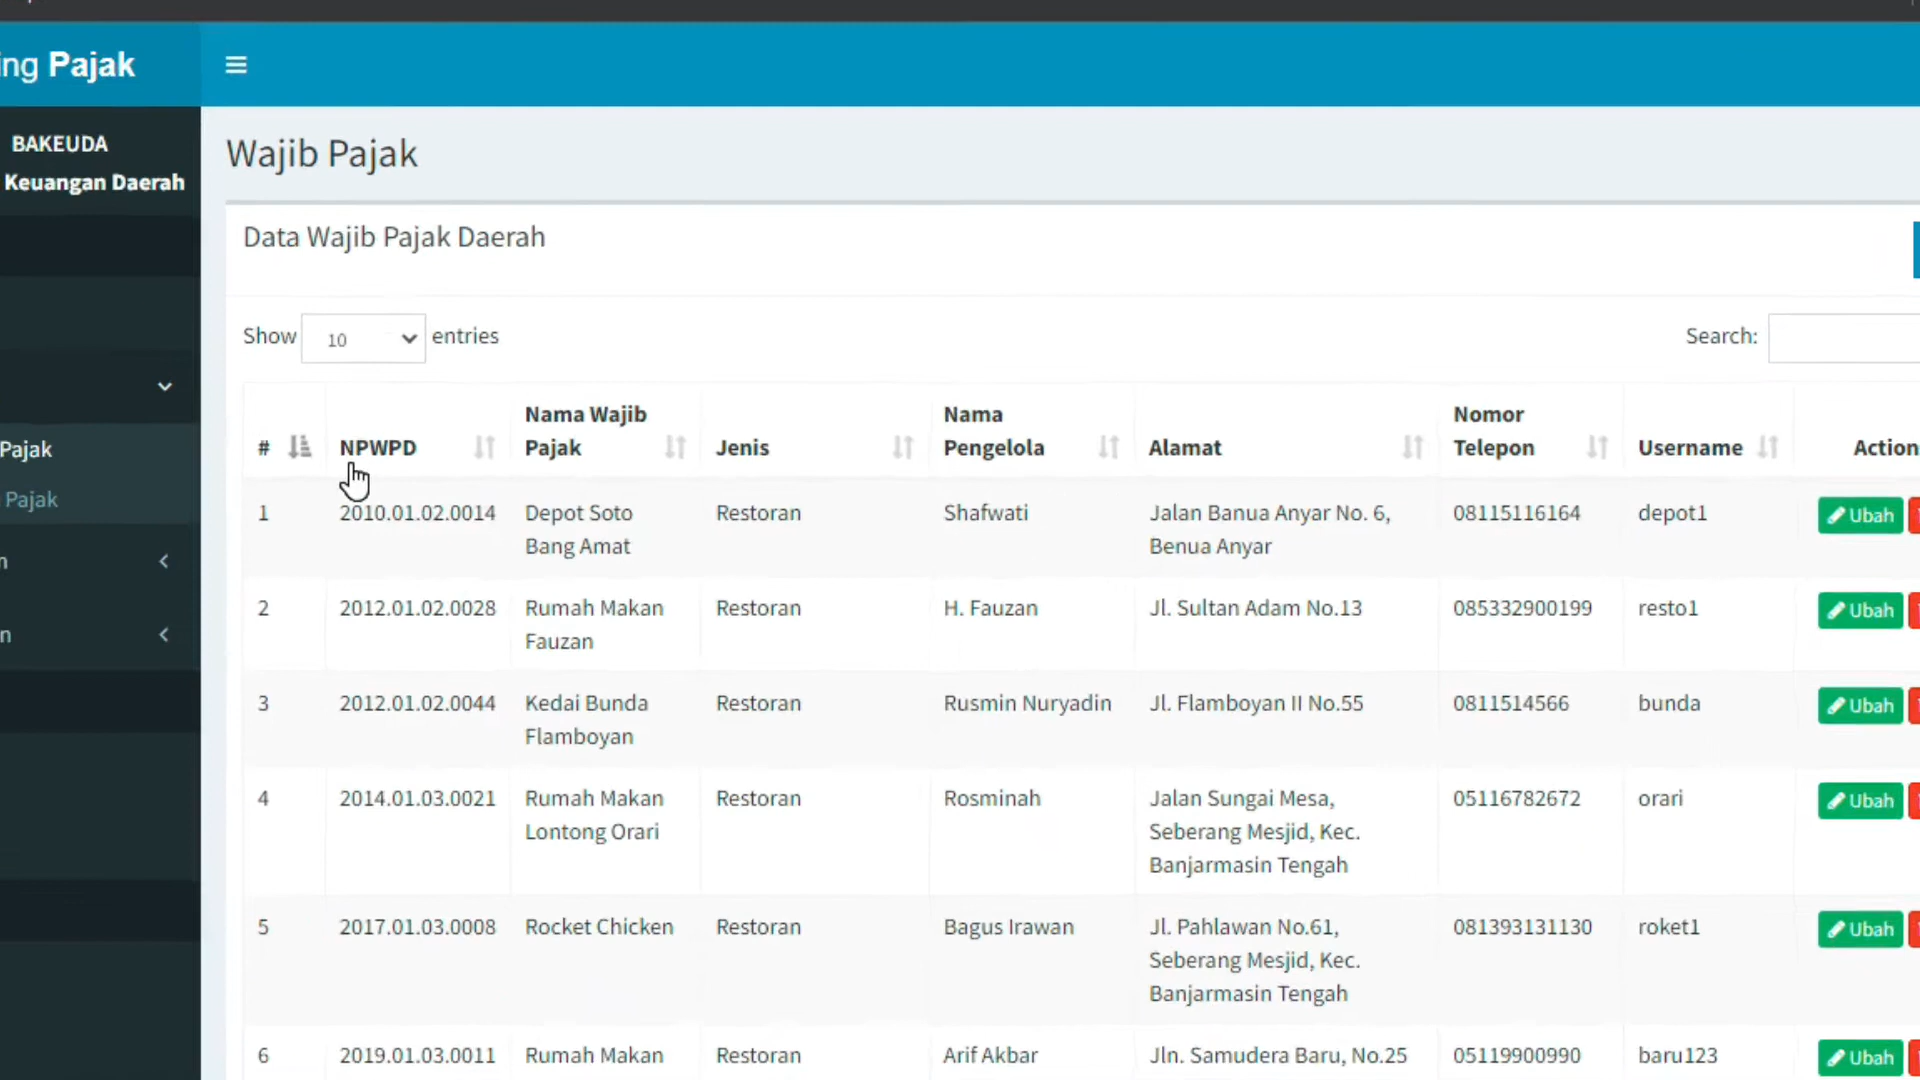 ing Pajak
BAKEUDA
Keuangan Daerah
Pajak
Pajak
n
n
Wajib Pajak
Data Wajib Pajak Daerah
Show 10 entries
Search:
# NPWPD Nama Wajib Pajak Jenis Nama Pengelola Alamat Nomor Telepon Username Action
1 2010.01.02.0014 Depot Soto Bang Amat Restoran Shafwati Jalan Banua Anyar No. 6, Benua Anyar 08115116164 depot1 Ubah
2 2012.01.02.0028 Rumah Makan Fauzan Restoran H. Fauzan Jl. Sultan Adam No.13 085332900199 resto1 Ubah
3 2012.01.02.0044 Kedai Bunda Flamboyan Restoran Rusmin Nuryadin Jl. Flamboyan II No.55 0811514566 bunda Ubah
4 2014.01.03.0021 Rumah Makan Lontong Orari Restoran Rosminah Jalan Sungai Mesa, Seberang Mesjid, Kec. Banjarmasin Tengah 05116782672 orari Ubah
5 2017.01.03.0008 Rocket Chicken Restoran Bagus Irawan Jl. Pahlawan No.61, Seberang Mesjid, Kec. Banjarmasin Tengah 081393131130 roket1 Ubah
6 2019.01.03.0011 Rumah Makan Restoran Arif Akbar Jln. Samudera Baru, No.25 05119900990 baru123 Ubah